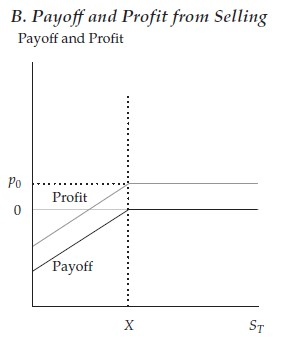 B. Payoff and Profit from Selling
Payoff and Profit
p0
Profit
0
Payoff
X
ST